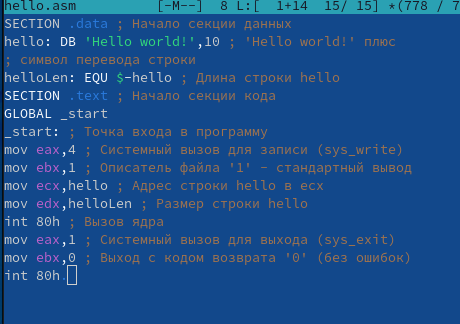 hello.asm [-M--] 8 L:[ 1+14 15/ 15] *(778 / 7
SECTION .data ; Начало секции данных
hello: DB 'Hello world!',10 ; 'Hello world!' плюс
; символ перевода строки
helloLen: EQU $-hello ; Длина строки hello
SECTION .text ; Начало секции кода
GLOBAL _start
_start: ; Точка входа в программу
mov eax,4 ; Системный вызов для записи (sys_write)
mov ebx,1 ; Описатель файла '1' - стандартный вывод
mov ecx,hello ; Адрес строки hello в ecx
mov edx,helloLen ; Размер строки hello
int 80h ; Вызов ядра
mov eax,1 ; Системный вызов для выхода (sys_exit)
mov ebx,0 ; Выход с кодом возврата '0' (без ошибок)
int 80h